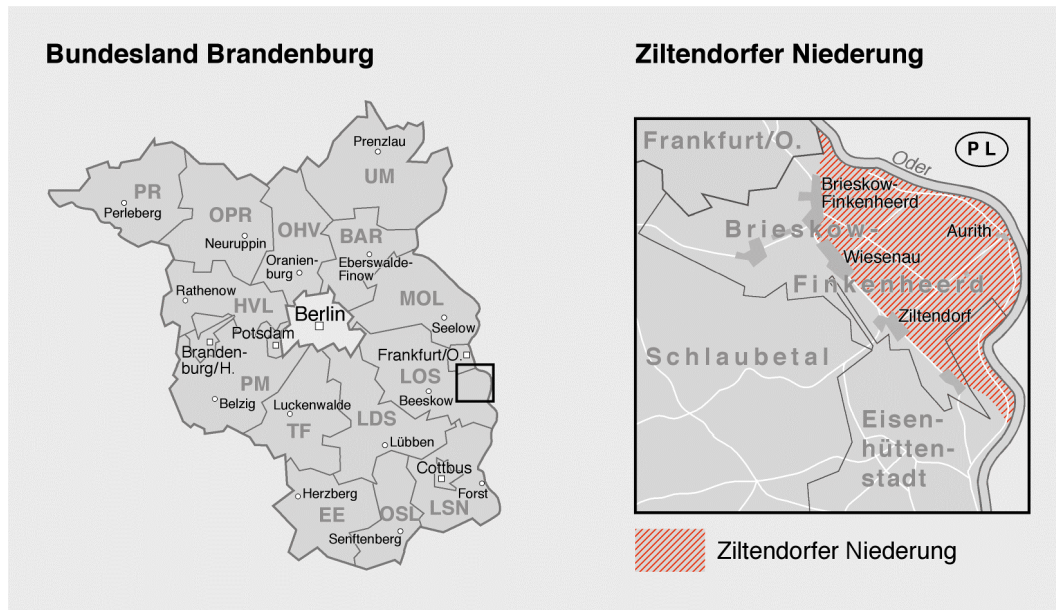 Bundesland Brandenburg
Prenzlau
UM
PR
Perleberg
OPR
Neuruppin
OHV
BAR
Oranien-
burg
Eberswalde-
Finow
Rathenow
HVL
MOL
Berlin
Seelow
Potsdam
Branden-
burg/H.
Frankfurt/O.
PM
LOS
Belzig
Beeskow
Luckenwalde
TF
LDS
Lübben
Cottbus
Herzberg
Forst
EE
OSL
LSN
Senftenberg
Ziltendorfer Niederung
Frankfurt/O.
Oder
PL
Brieskow-
Finkenheerd
Brieskow-
Aurith
Wiesenau
Finkenheerd
Ziltendorf
Schlaubetal
Eisen-
hütten-
stadt
Ziltendorfer Niederung